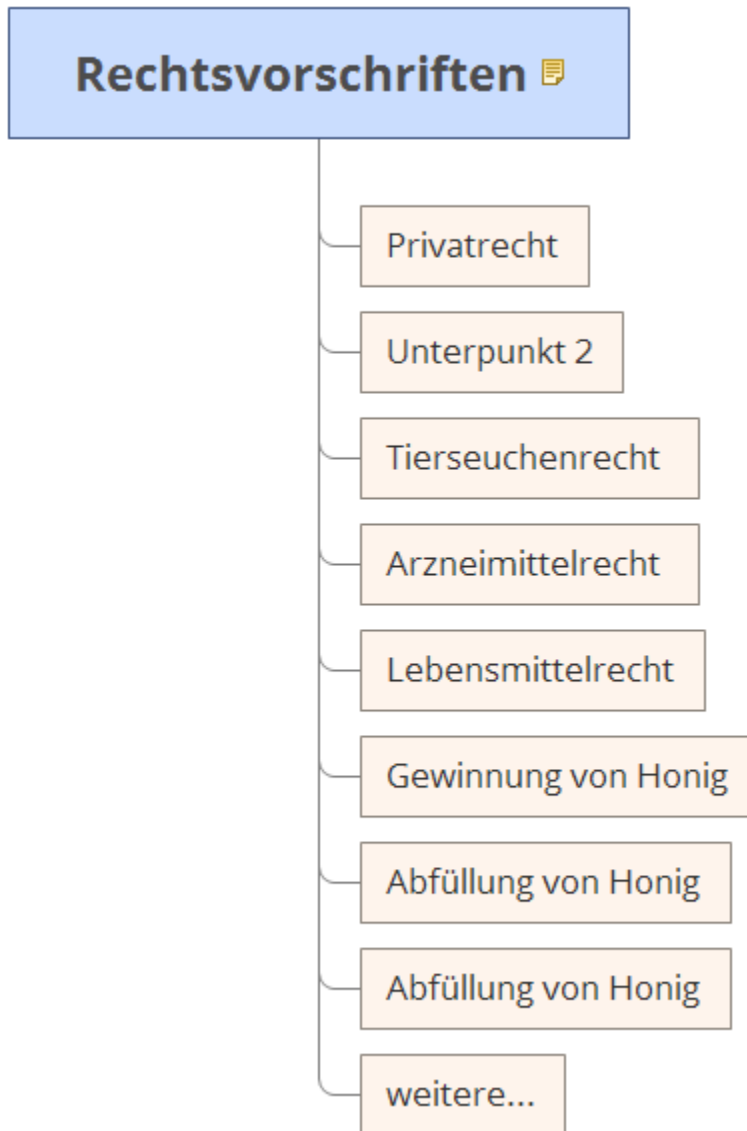 Rechtsvorschriften
Privatrecht
Unterpunkt 2
Tierseuchenrecht
Arzneimittelrecht
Lebensmittelrecht
Gewinnung von Honig
Abfüllung von Honig
Abfüllung von Honig
weitere...